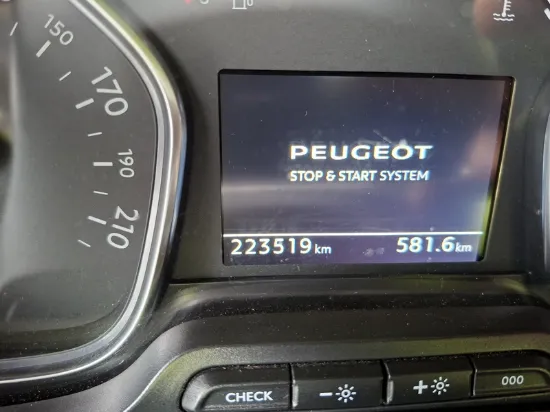 150
170
190
210
PEUGEOT
STOP & START SYSTEM
223519 km 581.6 km
CHECK - + 000